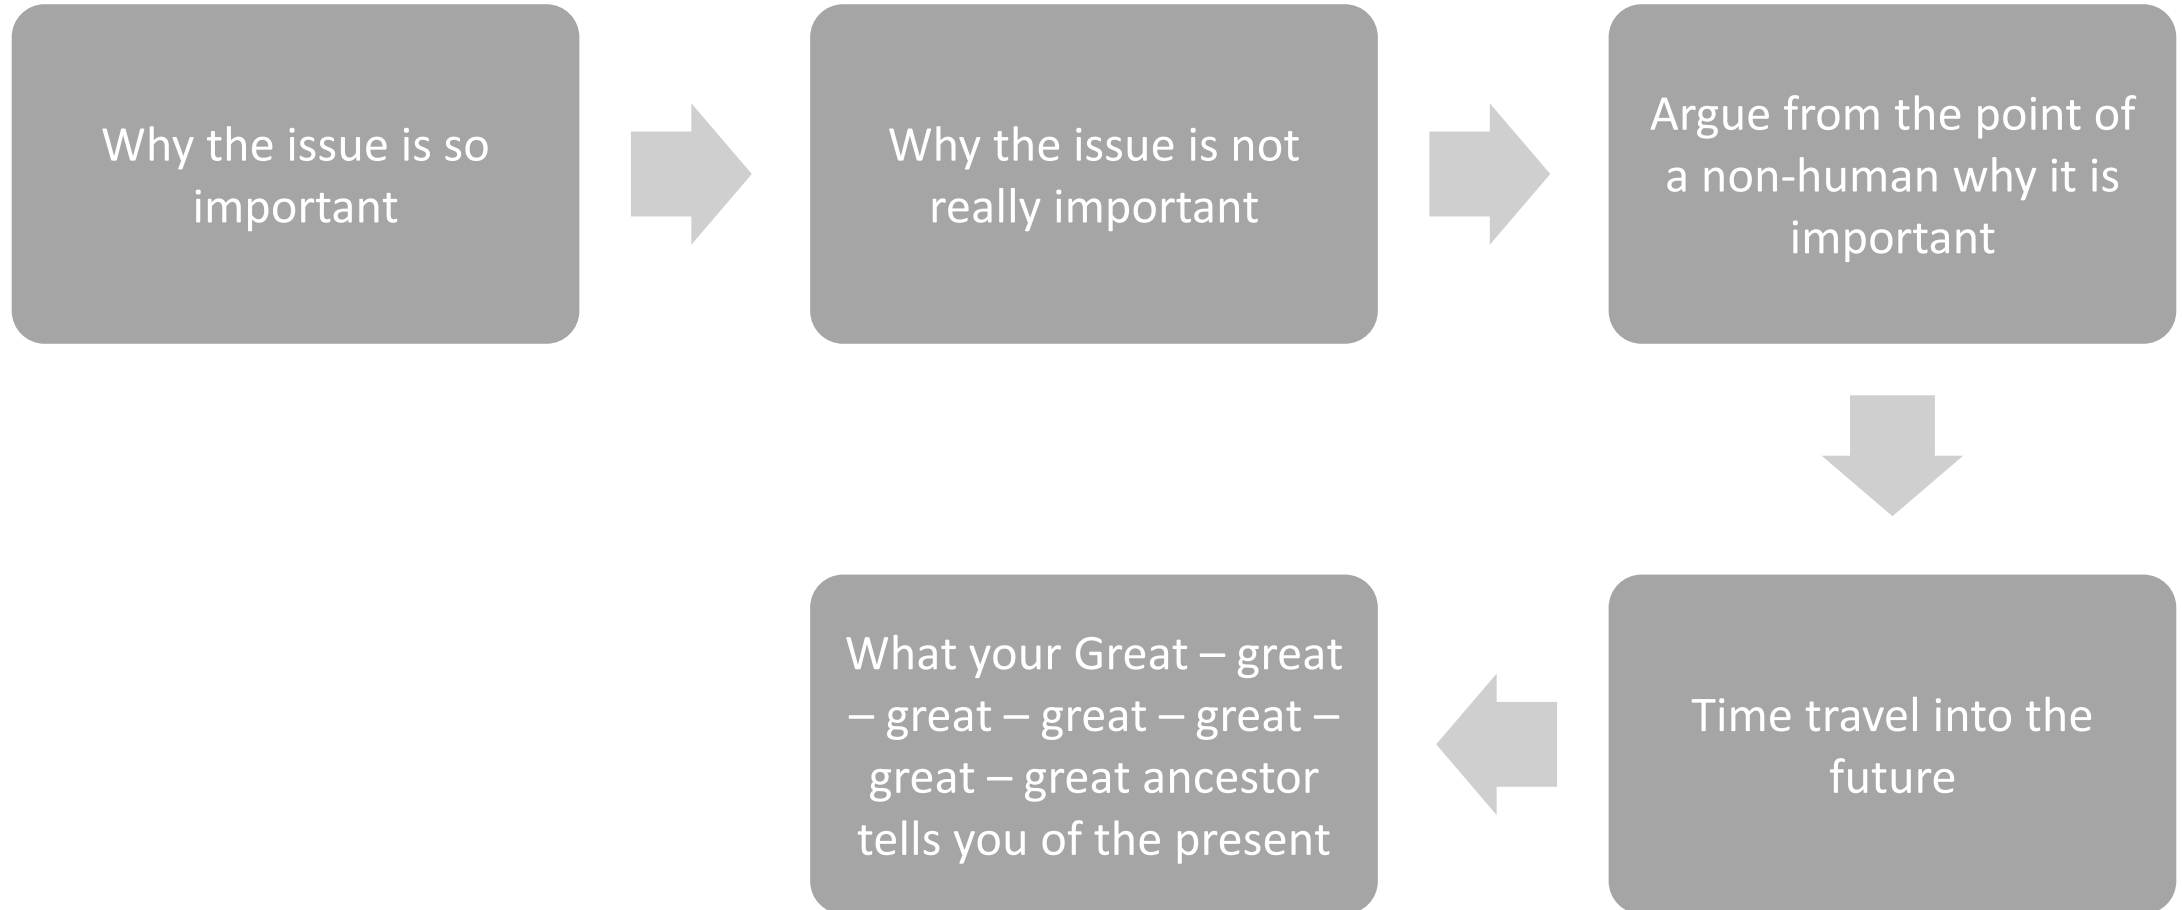 Why the issue is so
important
Why the issue is not
really important
Argue from the point of
a non-human why it is
important
Time travel into the
future
What your Great – great
– great – great – great –
great – great ancestor
tells you of the present